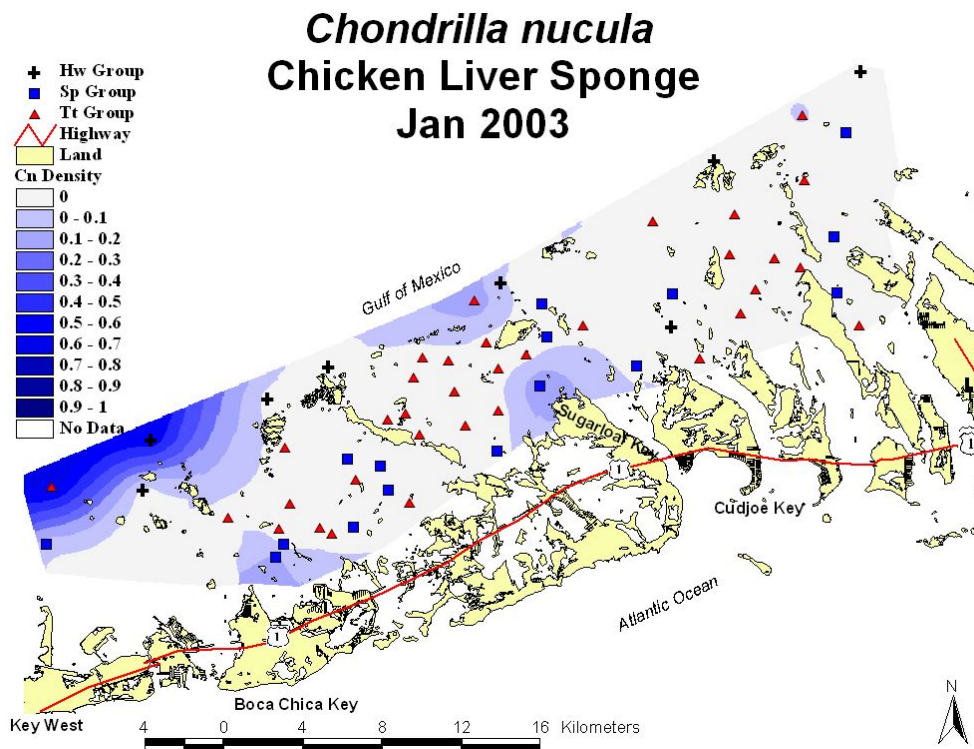 Chondrilla nucula
Chicken Liver Sponge
Jan 2003
Hw Group
Sp Group
Tt Group
Highway
Land
Cn Density
0
0 - 0.1
0.1 - 0.2
0.2 - 0.3
0.3 - 0.4
0.4 - 0.5
0.5 - 0.6
0.6 - 0.7
0.7 - 0.8
0.8 - 0.9
0.9 - 1
No Data
Gulf of Mexico
Sugarloaf Key
1
1
Cudjoe Key
Atlantic Ocean
1
Boca Chica Key
Key West
4 0 4 8 12 16 Kilometers
N